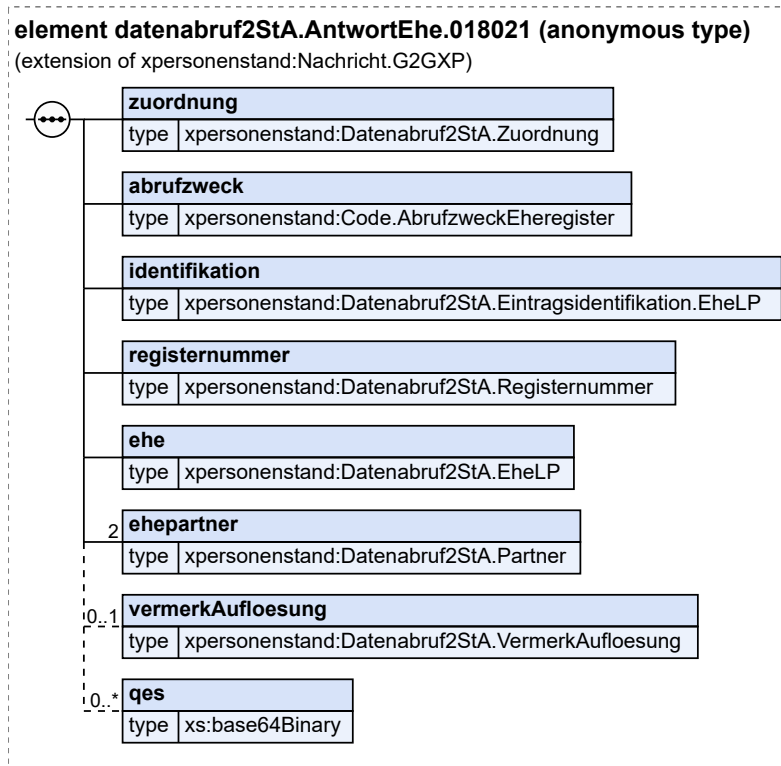 element datenabruf2StA.AntwortEhe.018021 (anonymous type)
(extension of xpersonenstand:Nachricht.G2GXP)
zuordnung
type xpersonenstand:Datenabruf2StA.Zuordnung
abrufzweck
type xpersonenstand:Code.AbrufzweckEheregister
identifikation
type xpersonenstand:Datenabruf2StA.Eintragsidentifikation.EheLP
registernummer
type xpersonenstand:Datenabruf2StA.Registernummer
ehe
type xpersonenstand:Datenabruf2StA.EheLP
2 ehepartner
type xpersonenstand:Datenabruf2StA.Partner
0..1 vermerkAufloesung
type xpersonenstand:Datenabruf2StA.VermerkAufloesung
0..* qes
type xs:base64Binary